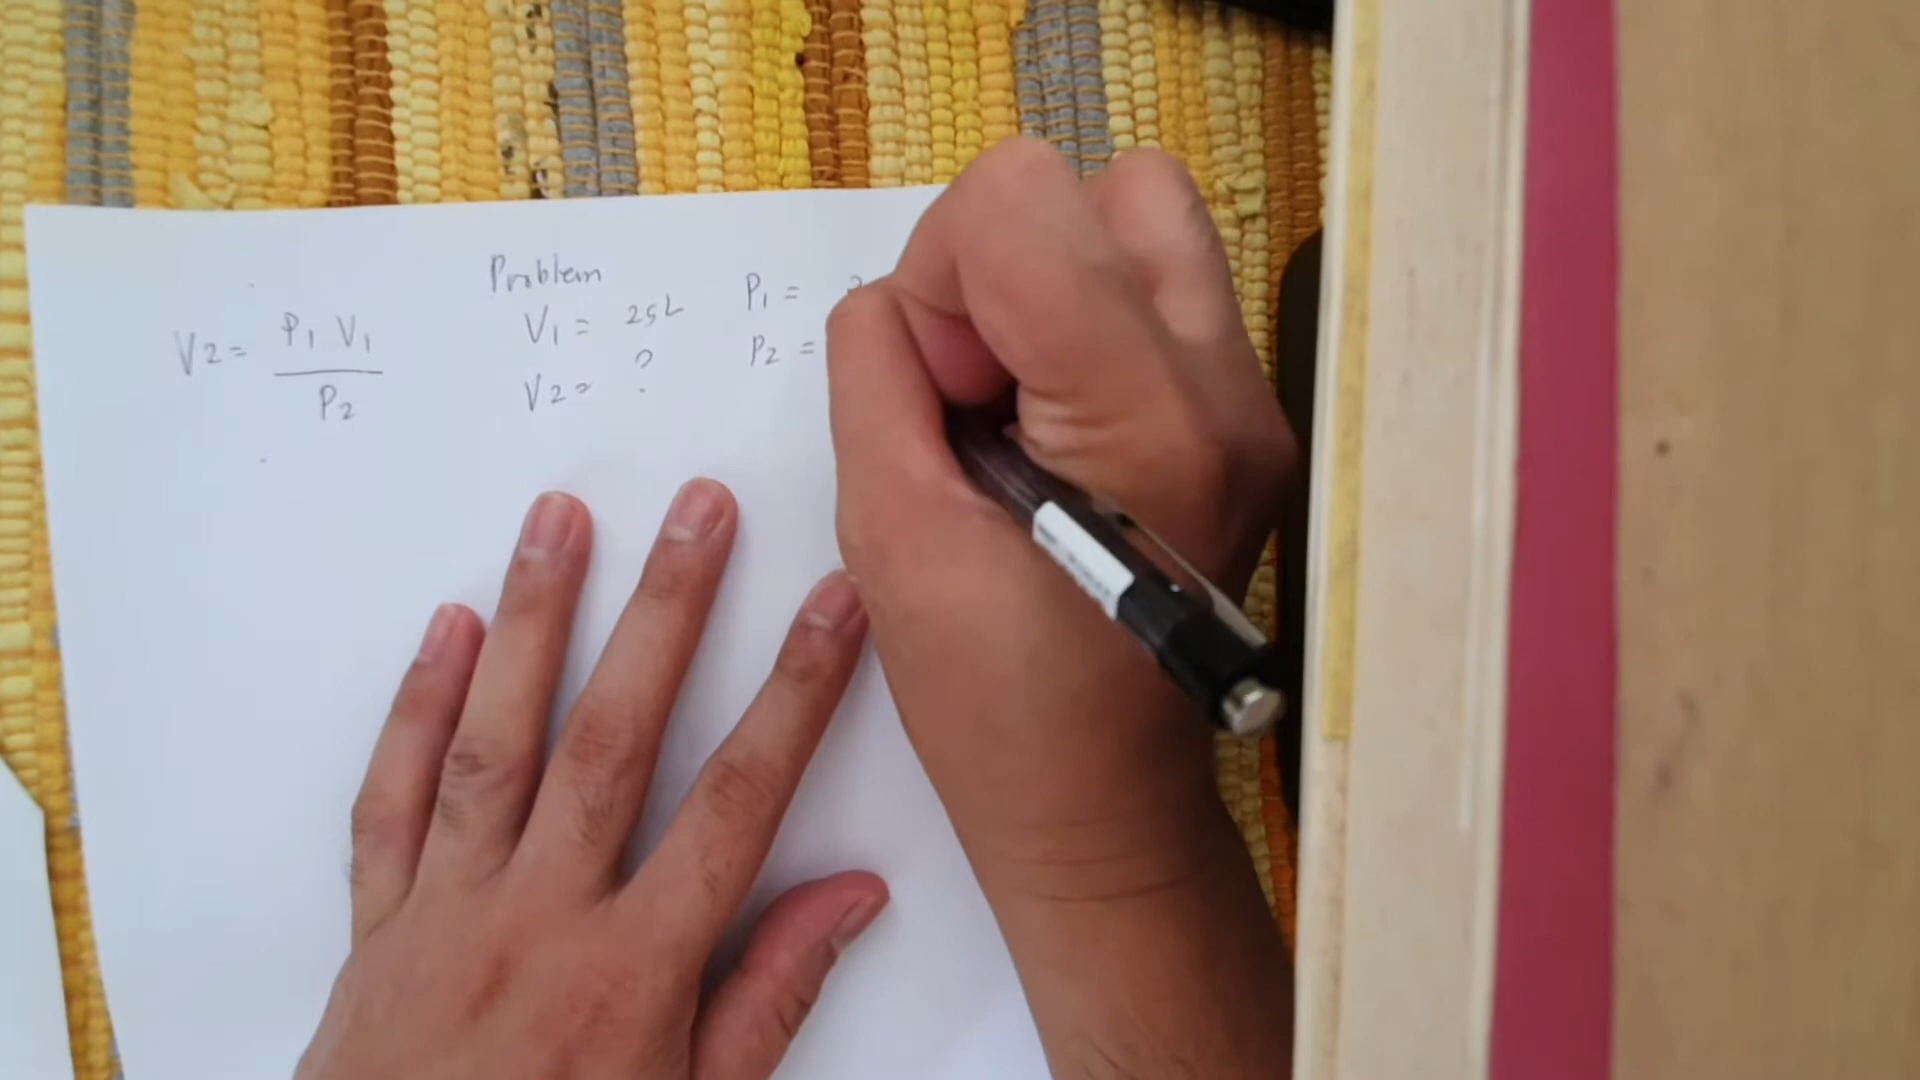 Problem
V2 = P1 V1 / P2
V1 = 25L
V2 = ?
P1 =
P2 =